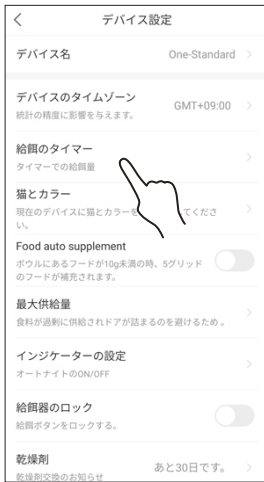 デバイス設定
デバイス名 One-Standard
デバイスのタイムゾーン GMT+09:00
統計の精度に影響を与えます。
給餌のタイマー
タイマーでの給餌量
猫とカラー
現在のデバイスに猫とカラーを てくださ
い。
Food auto supplement
ボウルにあるフードが10g未満の時、5グリッド
のフードが補充されます。
最大供給量
食料が過剰に供給されドアが詰まるのを避けるため。
インジケーターの設定
オートナイトのON/OFF
給餌器のロック
給餌ボタンをロックする。
乾燥剤 あと30日です。
乾燥剤交換のお知らせ